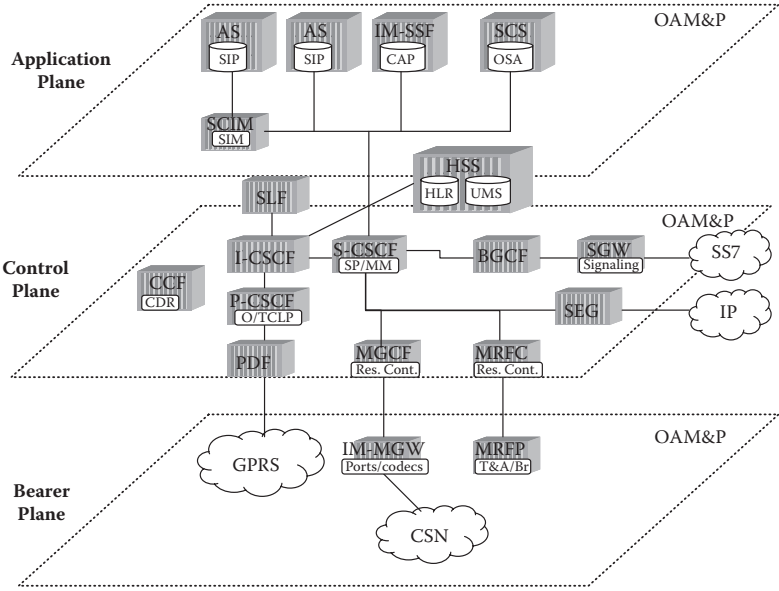 OAM&P
AS
AS
IM-SSF
SCS
SIP
SIP
CAP
OSA
Application
Plane
SCIM
SIM
HSS
HLR
UMS
SLF
OAM&P
I-CSCF
S-CSCF
SP/MM
BGCF
SGW
Signaling
SS7
Control
Plane
CCF
CDR
P-CSCF
O/TCLP
SEG
IP
PDF
MGCF
Res. Cont.
MRFC
Res. Cont.
OAM&P
GPRS
IM-MGW
Ports/codecs
MRFP
T&A/Br
Bearer
Plane
CSN